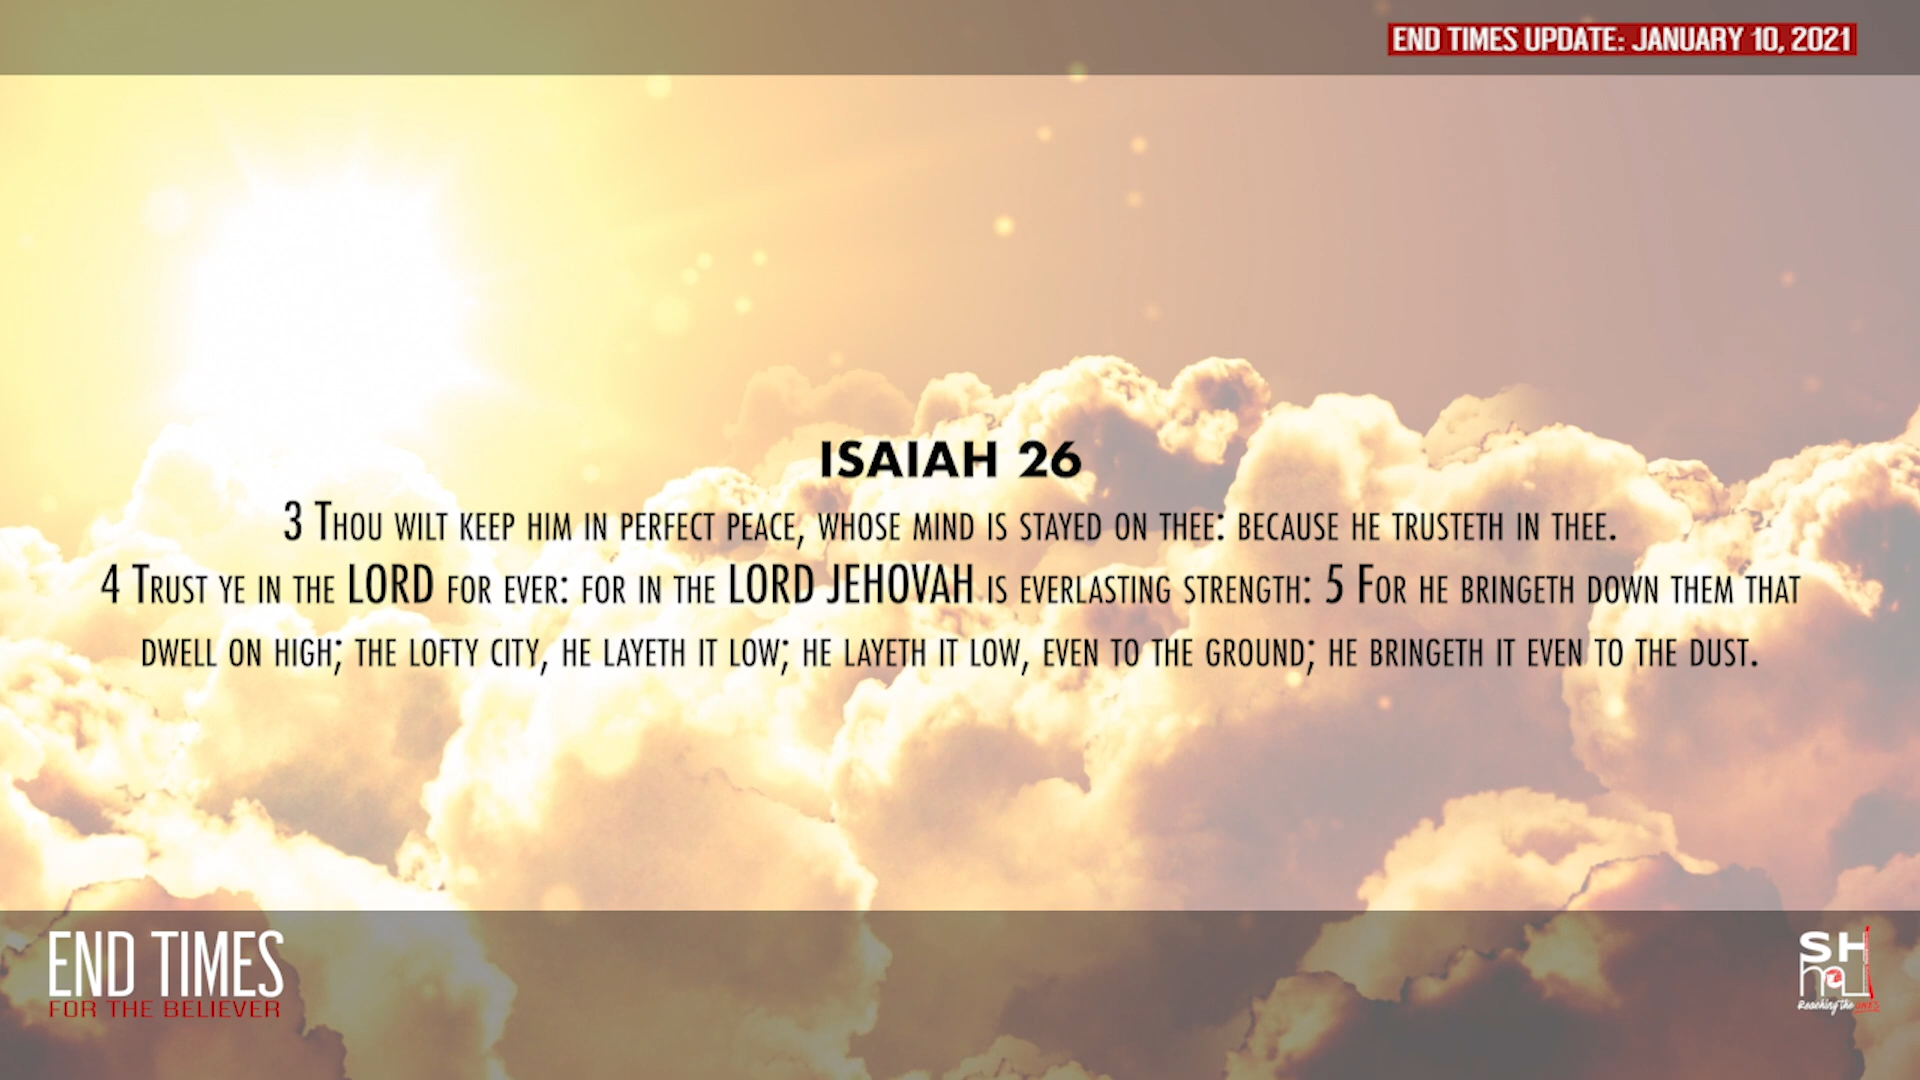 END TIMES UPDATE: JANUARY 10, 2021
ISAIAH 26
3 Thou wilt keep him in perfect peace, whose mind is stayed on thee: because he trusteth in thee.
4 Trust ye in the LORD for ever: for in the LORD JEHOVAH is everlasting strength: 5 For he bringeth down them that
dwell on high; the lofty city, he layeth it low; he layeth it low, even to the ground; he bringeth it even to the dust.
END TIMES
FOR THE BELIEVER
SH
Reaching the